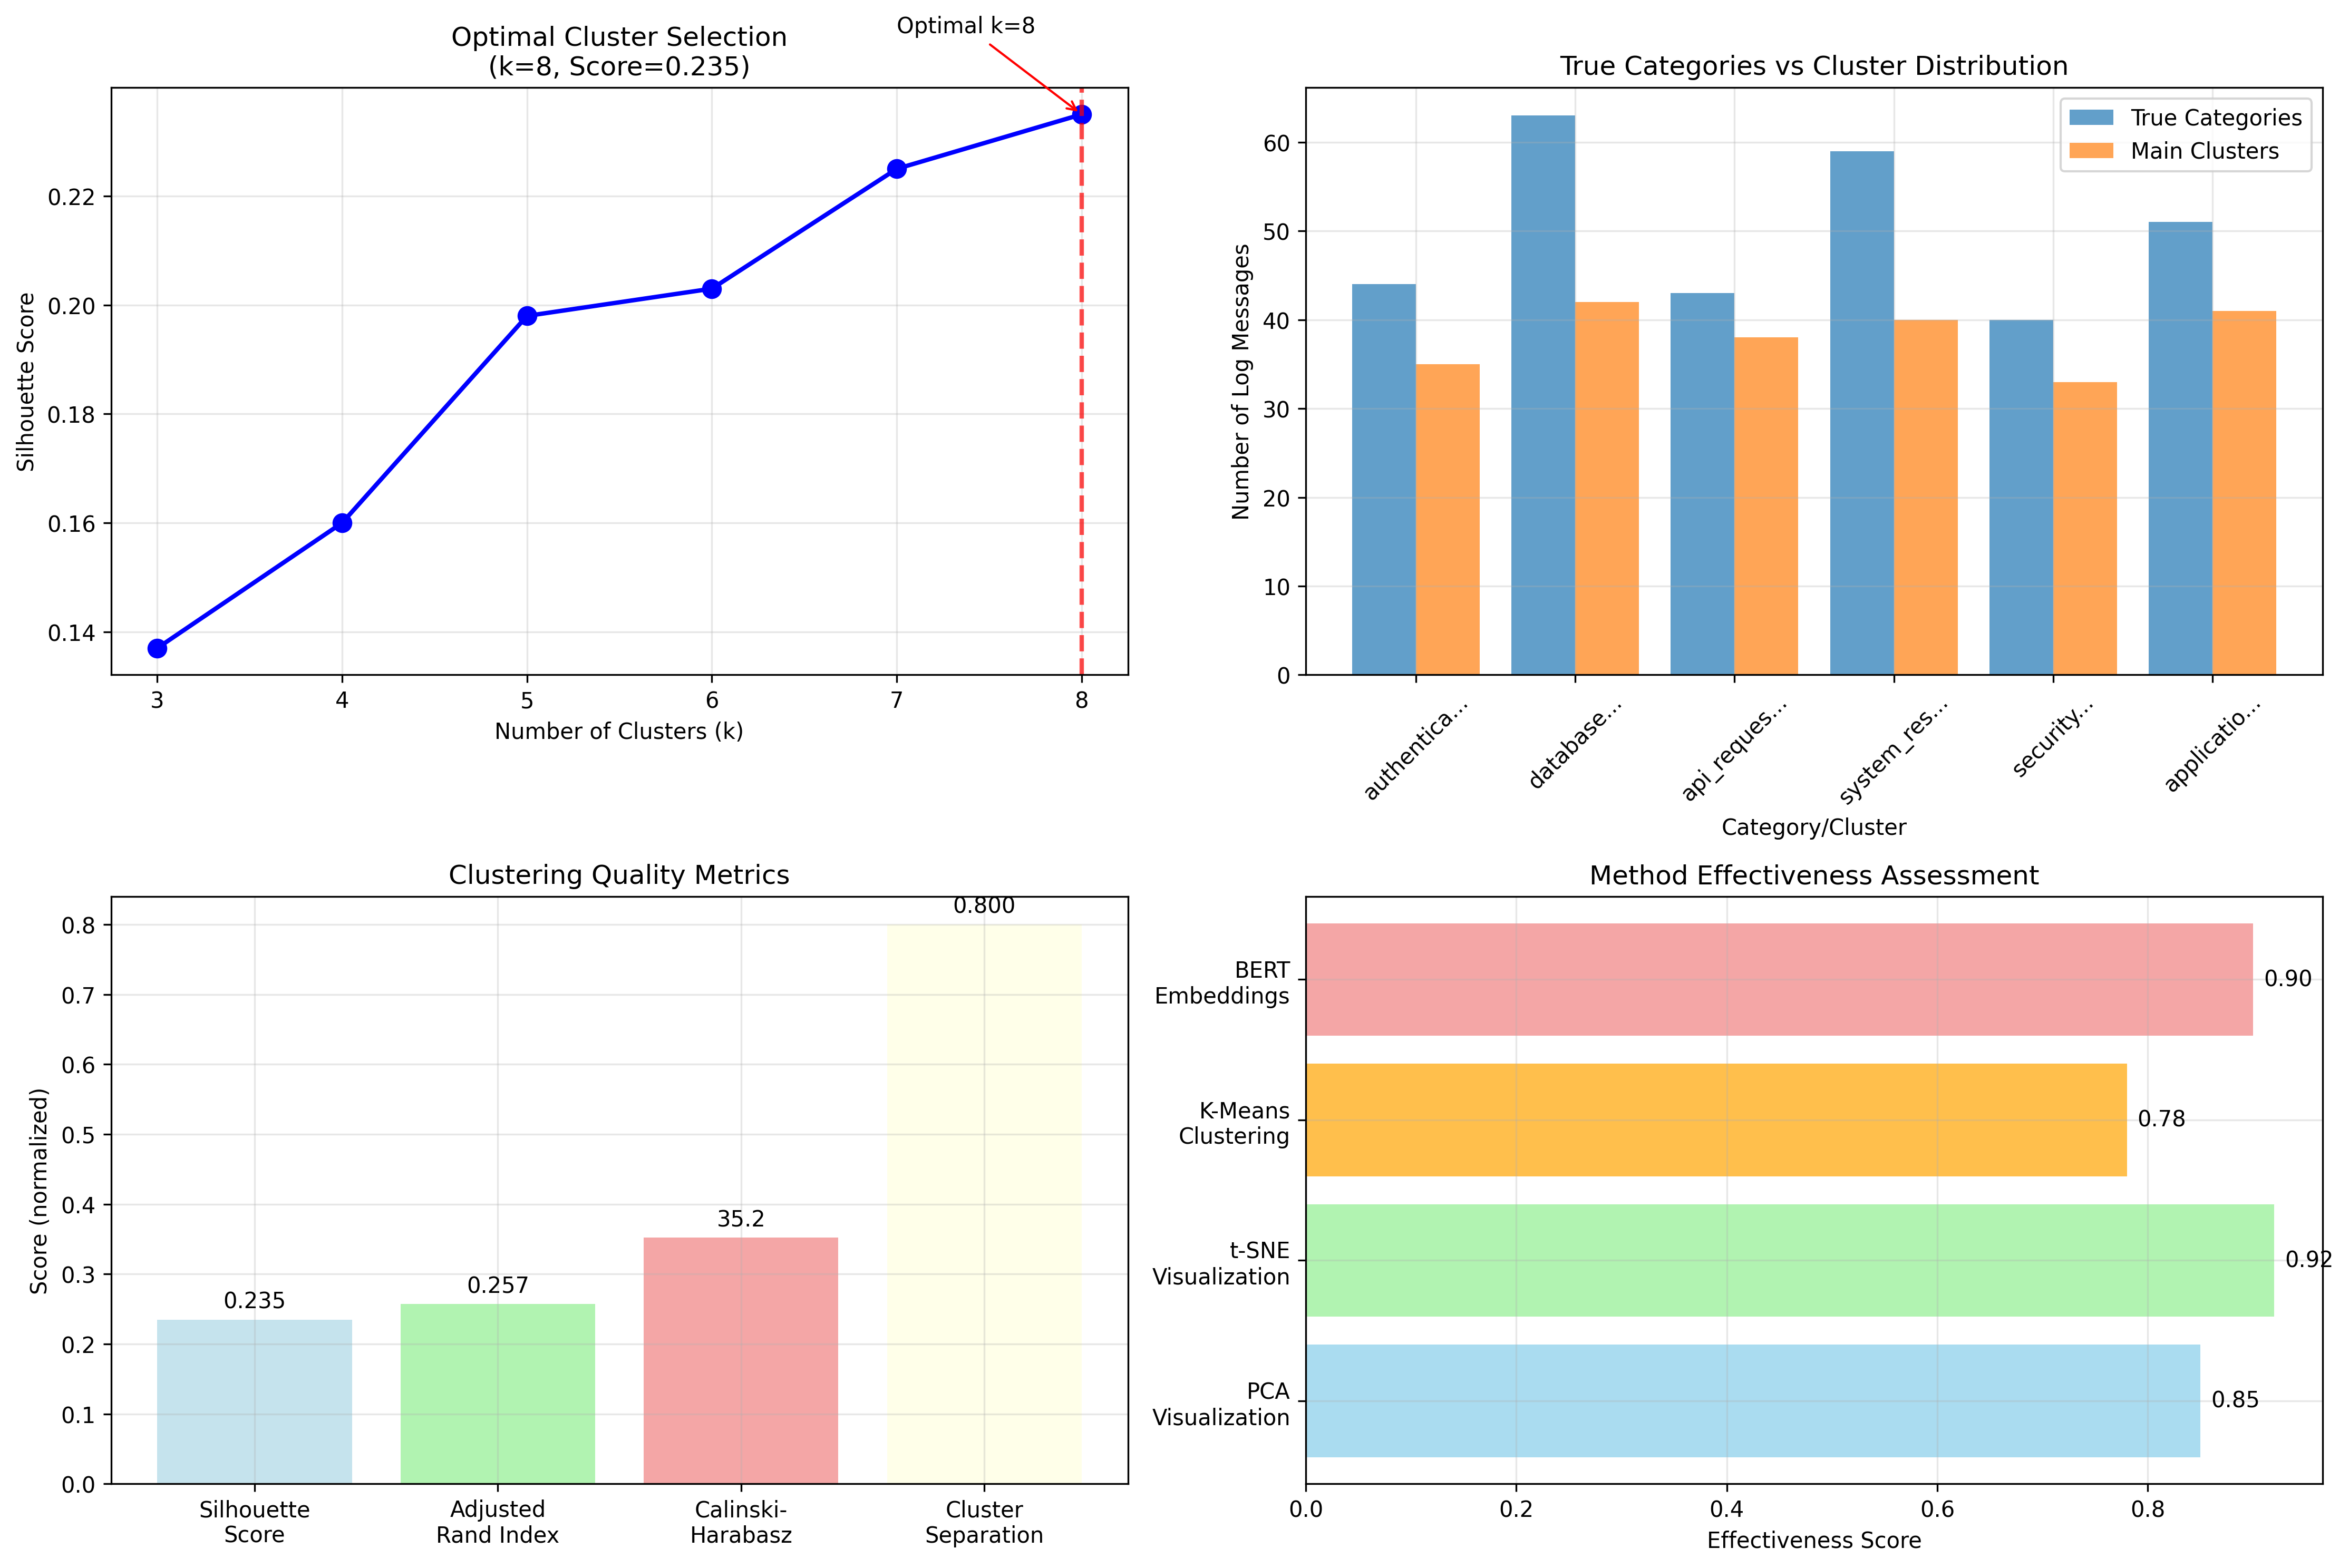 Optimal k=8
Optimal Cluster Selection
(k=8, Score=0.235)
Silhouette Score
0.22
0.20
0.18
0.16
0.14
3 4 5 6 7 8
Number of Clusters (k)
True Categories vs Cluster Distribution
True Categories
Main Clusters
Number of Log Messages
60
50
40
30
20
10
0
authentica...
database...
api_reques...
system_res...
security...
applicatio...
Category/Cluster
Clustering Quality Metrics
Score (normalized)
0.8
0.7
0.6
0.5
0.4
0.3
0.2
0.1
0.0
0.235
0.257
35.2
0.800
Silhouette
Score
Adjusted
Rand Index
Calinski-
Harabasz
Cluster
Separation
Method Effectiveness Assessment
BERT
Embeddings
0.90
K-Means
Clustering
0.78
t-SNE
Visualization
0.92
PCA
Visualization
0.85
0.0 0.2 0.4 0.6 0.8
Effectiveness Score